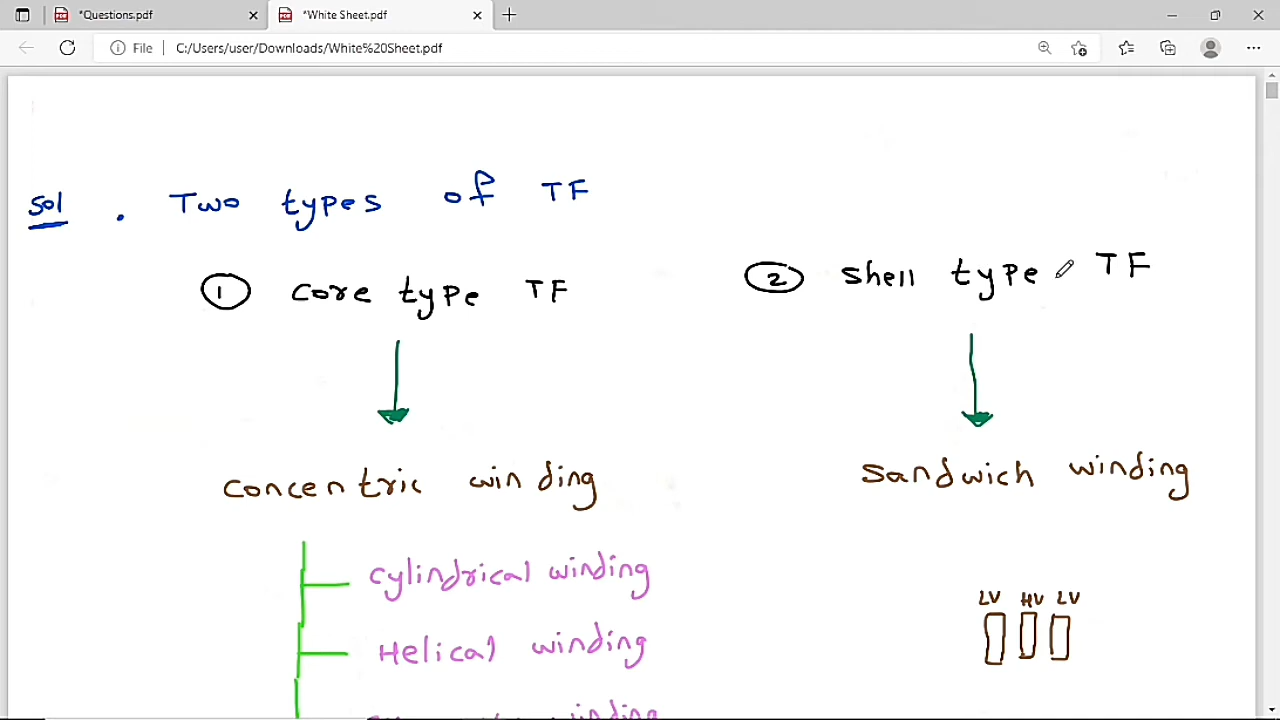 *Questions.pdf
*White Sheet.pdf
File C:/Users/user/Downloads/White%20Sheet.pdf
Sol . Two types of TF
1 core type TF
2 shell type TF
concentric winding
sandwich winding
cylindrical winding
LV HV LV
Helical winding
winding